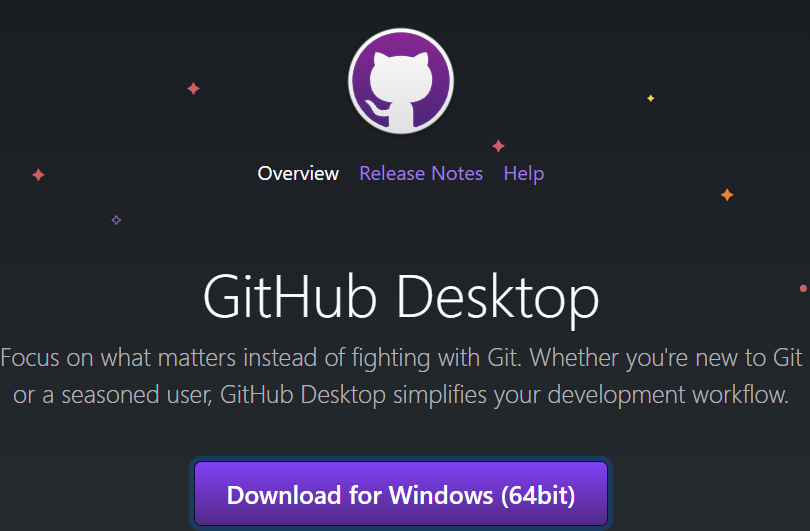 Overview Release Notes Help
GitHub Desktop
Focus on what matters instead of fighting with Git. Whether you're new to Git
or a seasoned user, GitHub Desktop simplifies your development workflow.
Download for Windows (64bit)